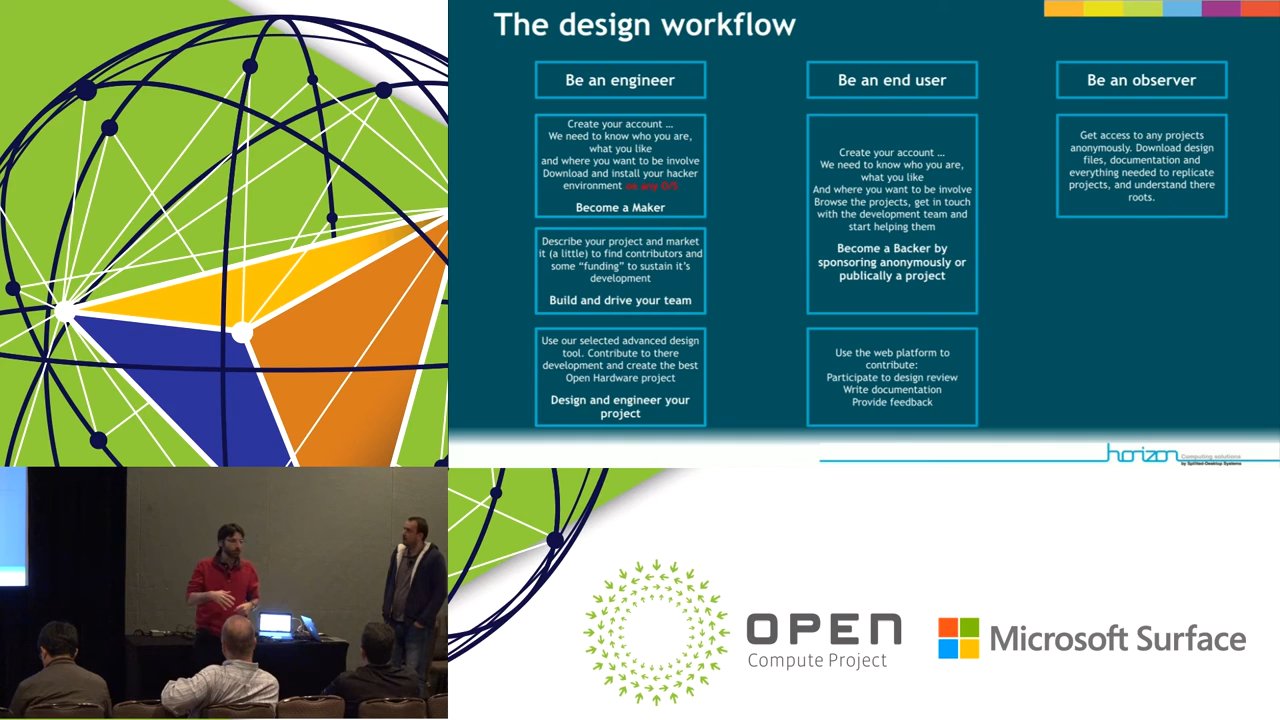 The design workflow
Be an engineer
Create your account ...
We need to know who you are,
what you like
and where you want to be involve
Download and install your hacker
environment on any O/S
Become a Maker
Describe your project and market
it (a little) to find contributors and
some “funding” to sustain it’s
development
Build and drive your team
Use our selected advanced design
tool. Contribute to there
development and create the best
Open Hardware project
Design and engineer your
project
Be an end user
Create your account ...
We need to know who you are,
what you like
And where you want to be involve
Browse the projects, get in touch
with the development team and
start helping them
Become a Backer by
sponsoring anonymously or
publically a project
Use the web platform to
contribute:
Participate to design review
Write documentation
Provide feedback
Be an observer
Get access to any projects
anonymously. Download design
files, documentation and
everything needed to replicate
projects, and understand there
roots.
horizon Computing solutions
by Splitted-Desktop Systems
OPEN
Compute Project
Microsoft Surface